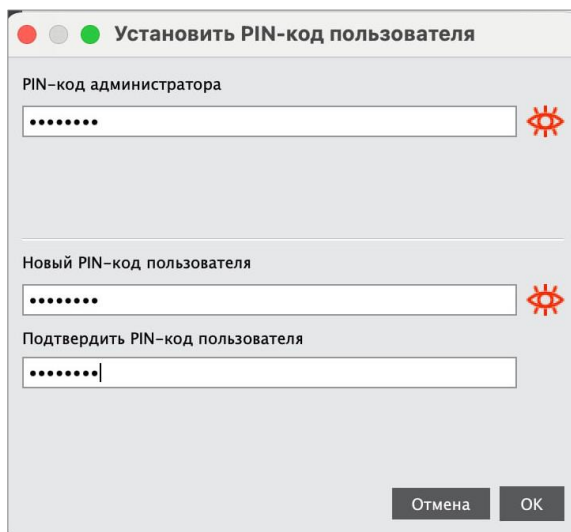 Установить PIN-код пользователя
PIN-код администратора
••••••••
Новый PIN-код пользователя
••••••••
Подтвердить PIN-код пользователя
••••••••
Отмена OK